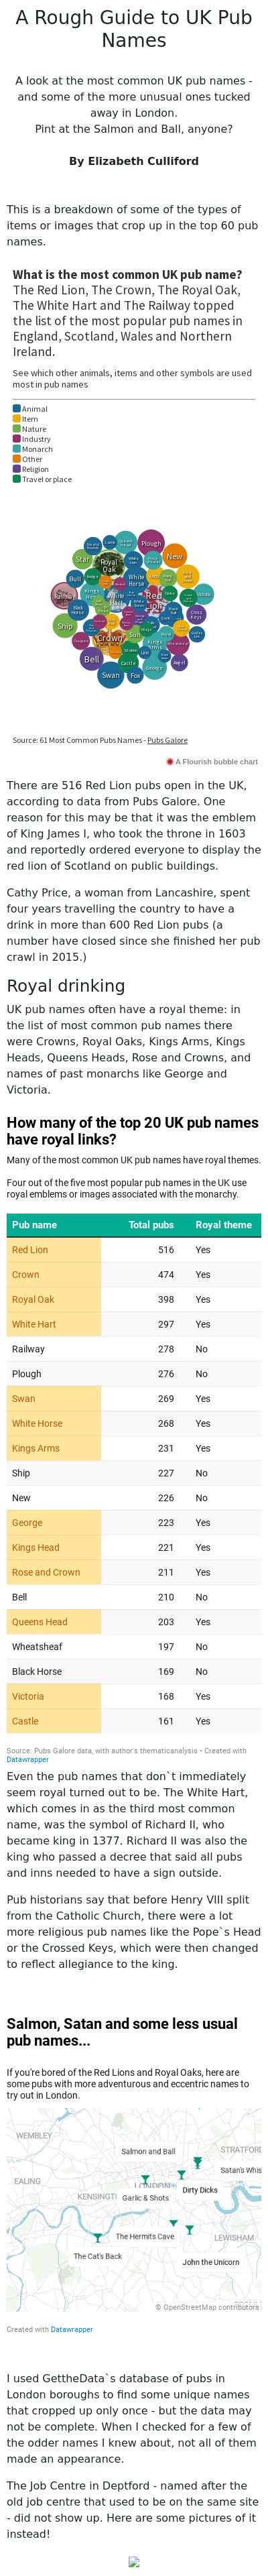 A Rough Guide to UK Pub
Names
A look at the most common UK pub names -
and some of the more unusual ones tucked
away in London.
Pint at the Salmon and Ball, anyone?
By Elizabeth Culliford
This is a breakdown of some of the types of
items or images that crop up in the top 60 pub
names.
What is the most common UK pub name?
The Red Lion, The Crown, The Royal Oak,
The White Hart and The Railway topped
the list of the most popular pub names in
England, Scotland, Wales and Northern
Ireland.
See which other animals, items and other symbols are used
most in pub names
Animal
Item
Nature
Industry
Monarch
Other
Religion
Travel or place
Plough
New
Star
Royal
Oak
White
Horse
Bell
Railway
Kings
Head
Red
Lion
Victoria
Black
Horse
Cross
Keys
Ship
Crown
Sun
Kings
Arms
Bell
Castle
George
Angel
Swan
Fox
Source: 61 Most Common Pubs Names - Pubs Galore
A Flourish bubble chart
There are 516 Red Lion pubs open in the UK,
according to data from Pubs Galore. One
reason for this may be that it was the emblem
of King James I, who took the throne in 1603
and reportedly ordered everyone to display the
red lion of Scotland on public buildings.
Cathy Price, a woman from Lancashire, spent
four years travelling the country to have a
drink in more than 600 Red Lion pubs (a
number have closed since she finished her pub
crawl in 2015.)
Royal drinking
UK pub names often have a royal theme: in
the list of most common pub names there
were Crowns, Royal Oaks, Kings Arms, Kings
Heads, Queens Heads, Rose and Crowns, and
names of past monarchs like George and
Victoria.
How many of the top 20 UK pub names
have royal links?
Many of the most common UK pub names have royal themes.
Four out of the five most popular pub names in the UK use
royal emblems or images associated with the monarchy.
Pub name Total pubs Royal theme
Red Lion 516 Yes
Crown 474 Yes
Royal Oak 398 Yes
White Hart 297 Yes
Railway 278 No
Plough 276 No
Swan 269 Yes
White Horse 268 Yes
Kings Arms 231 Yes
Ship 227 No
New 226 No
George 223 Yes
Kings Head 221 Yes
Rose and Crown 211 Yes
Bell 210 No
Queens Head 203 Yes
Wheatsheaf 197 No
Black Horse 169 No
Victoria 168 Yes
Castle 161 Yes
Source: Pubs Galore data, with author's thematicanalysis • Created with
Datawrapper
Even the pub names that don`t immediately
seem royal turned out to be. The White Hart,
which comes in as the third most common
name, was the symbol of Richard II, who
became king in 1377. Richard II was also the
king who passed a decree that said all pubs
and inns needed to have a sign outside.
Pub historians say that before Henry VIII split
from the Catholic Church, there were a lot
more religious pub names like the Pope`s Head
or the Crossed Keys, which were then changed
to reflect allegiance to the king.
Salmon, Satan and some less usual
pub names...
If you're bored of the Red Lions and Royal Oaks, here are
some pubs with more adventurous and eccentric names to
try out in London.
WEMBLEY
Salmon and Ball
STRATFORD
EALING
Satan's Whis
KENSINGT
LONDON
Dirty Dicks
Garlic & Shots
The Hermits Cave
LEWISHAM
The Cat's Back
John the Unicorn
© OpenStreetMap contributors
Created with Datawrapper
I used GettheData`s database of pubs in
London boroughs to find some unique names
that cropped up only once - but the data may
not be complete. When I checked for a few of
the odder names I knew about, not all of them
made an appearance.
The Job Centre in Deptford - named after the
old job centre that used to be on the same site
- did not show up. Here are some pictures of it
instead!